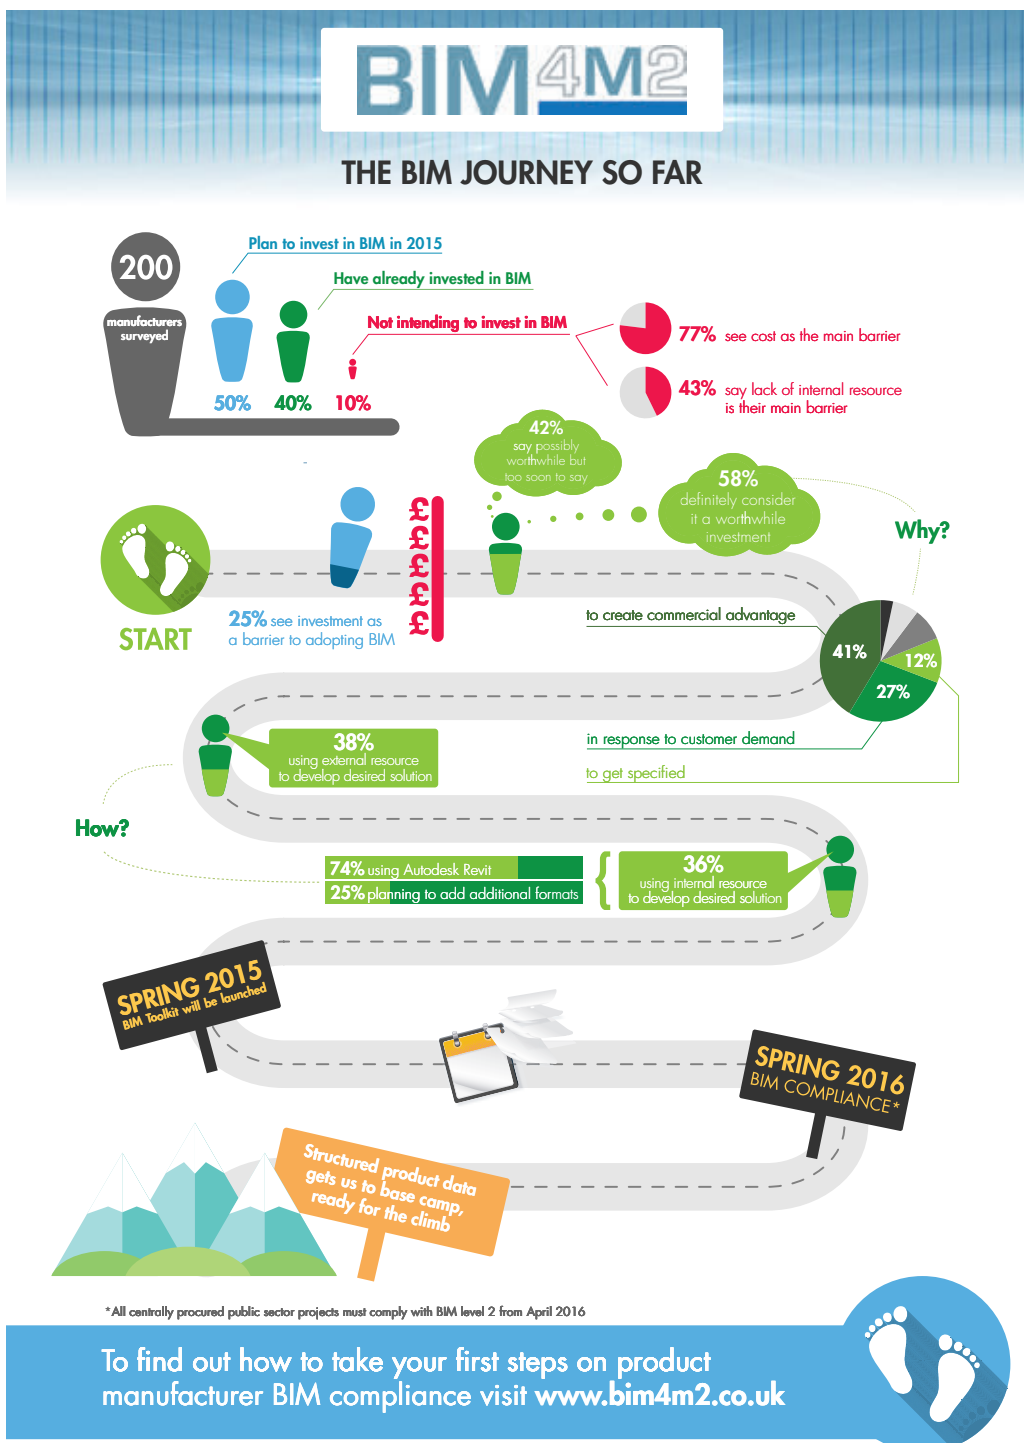 BIM4M2
THE BIM JOURNEY SO FAR
200
manufacturers
surveyed
Plan to invest in BIM in 2015
Have already invested in BIM
Not intending to invest in BIM
50%
40%
10%
77% see cost as the main barrier
43% say lack of internal resource
is their main barrier
42%
say possibly
worthwhile but
too soon to say
58%
definitely consider
it a worthwhile
investment
Why?
£
£
£
£
£
START
25% see investment as
a barrier to adopting BIM
to create commercial advantage
41%
12%
27%
in response to customer demand
to get specified
38%
using external resource
to develop desired solution
How?
74% using Autodesk Revit
25% planning to add additional formats
36%
using internal resource
to develop desired solution
SPRING 2015
BIM Toolkit will be launched
SPRING 2016
BIM COMPLIANCE*
Structured product data
gets us to base camp,
ready for the climb
*All centrally procured public sector projects must comply with BIM level 2 from April 2016
To find out how to take your first steps on product
manufacturer BIM compliance visit www.bim4m2.co.uk